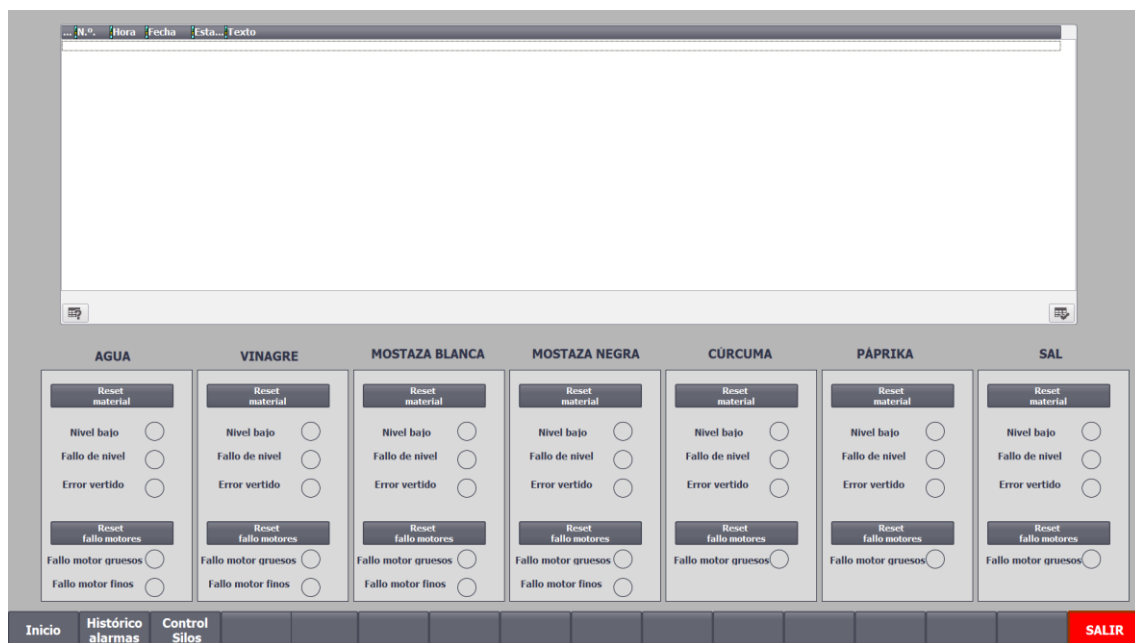 ... N.º. Hora Fecha Esta... Texto
AGUA VINAGRE MOSTAZA BLANCA MOSTAZA NEGRA CÚRCUMA PÀPRIKA SAL
Reset Reset Reset Reset Reset Reset Reset
material material material material material material material
Nivel bajo Nivel bajo Nivel bajo Nivel bajo Nivel bajo Nivel bajo Nivel bajo
Fallo de nivel Fallo de nivel Fallo de nivel Fallo de nivel Fallo de nivel Fallo de nivel Fallo de nivel
Error vertido Error vertido Error vertido Error vertido Error vertido Error vertido Error vertido
Reset Reset Reset Reset Reset Reset Reset
fallo motores fallo motores fallo motores fallo motores fallo motores fallo motores fallo motores
Fallo motor gruesos Fallo motor gruesos Fallo motor gruesos Fallo motor gruesos Fallo motor gruesos Fallo motor gruesos Fallo motor gruesos
Fallo motor finos Fallo motor finos Fallo motor finos Fallo motor finos
Inicio Histórico Control SALIR
alarmas Silos